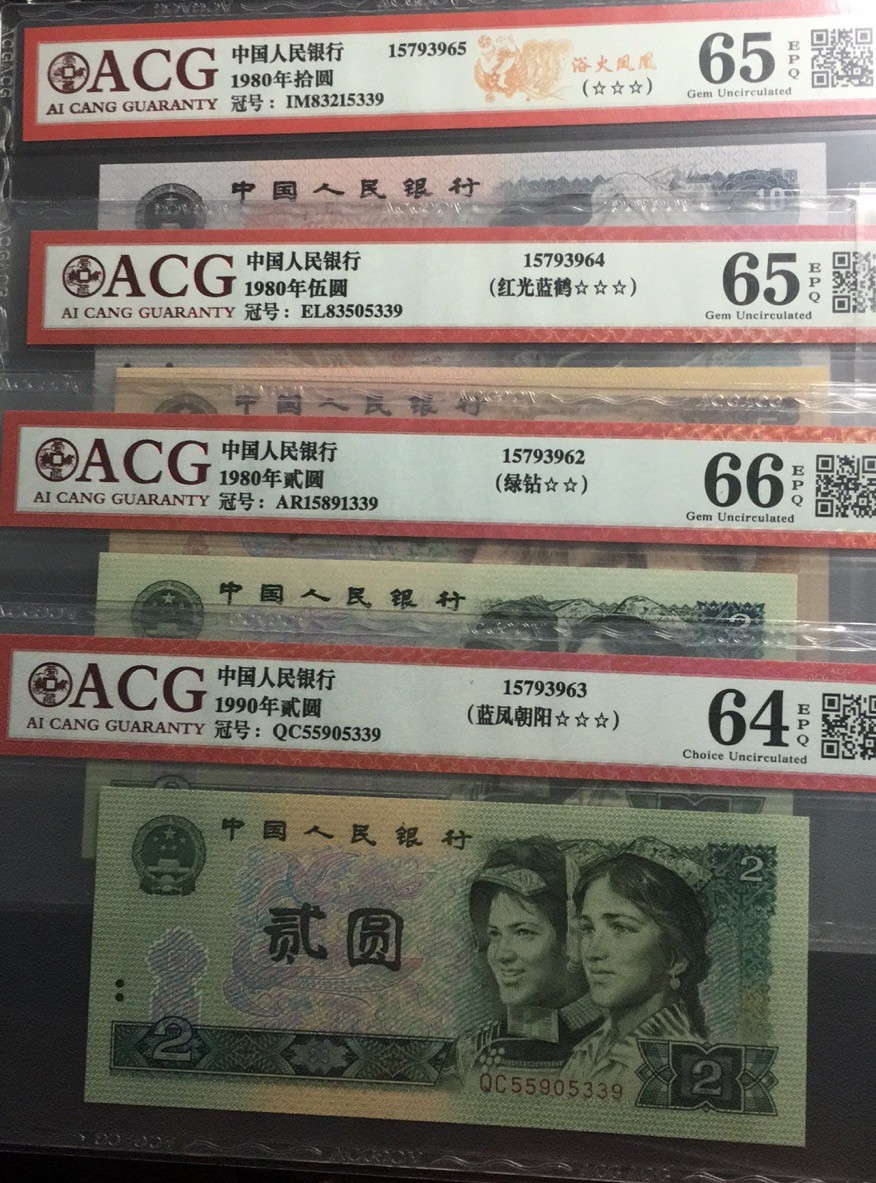 ACG
AI CANG GUARANTY
中国人民银行
1980年拾圆
冠号：IM83215339
15793965
浴火凤凰
(☆☆☆)
65
EPQ
Gem Uncirculated
中国人民银行
10
ACG
AI CANG GUARANTY
中国人民银行
1980年伍圆
冠号：EL83505339
15793964
(红光蓝鹤☆☆☆)
65
EPQ
Gem Uncirculated
中国人民银行
ACG
AI CANG GUARANTY
中国人民银行
1980年贰圆
冠号：AR15891339
15793962
(绿钻☆☆)
66
EPQ
Gem Uncirculated
中国人民银行
2
ACG
AI CANG GUARANTY
中国人民银行
1990年贰圆
冠号：QC55905339
15793963
(蓝凤朝阳☆☆☆)
64
EPQ
Choice Uncirculated
中国人民银行
2
贰圆
2
QC55905339
2